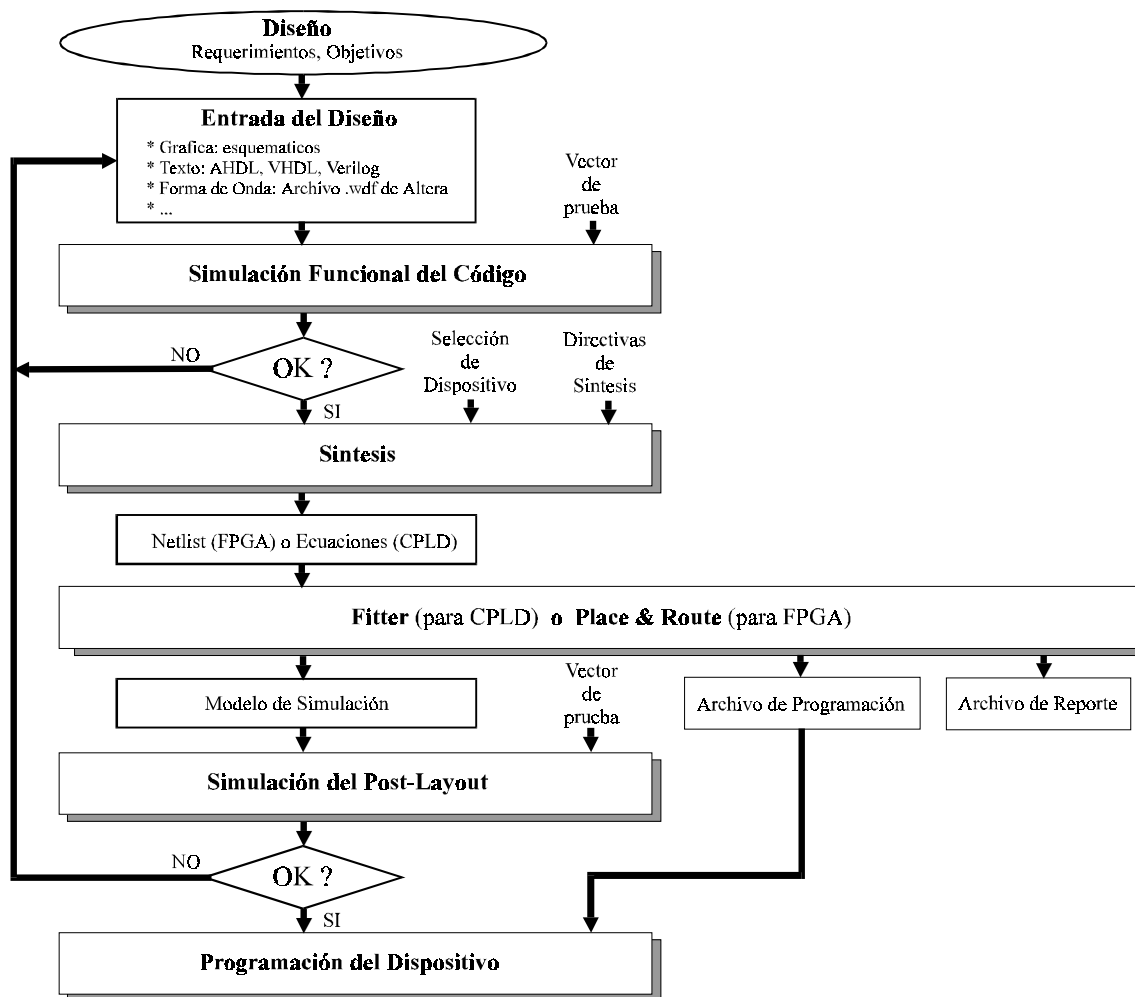 Diseño
Requerimientos, Objetivos
Entrada del Diseño
* Grafica: esquematicos
* Texto: AHDL, VHDL, Verilog
* Forma de Onda: Archivo .wdf de Altera
* ...
Vector
de
prueba
Simulación Funcional del Código
OK ?
NO
SI
Selección
de
Dispositivo
Directivas
de
Sintesis
Sintesis
Netlist (FPGA) o Ecuaciones (CPLD)
Fitter (para CPLD) o Place & Route (para FPGA)
Modelo de Simulación
Vector
de
prueba
Archivo de Programación
Archivo de Reporte
Simulación del Post-Layout
NO
OK ?
SI
Programación del Dispositivo